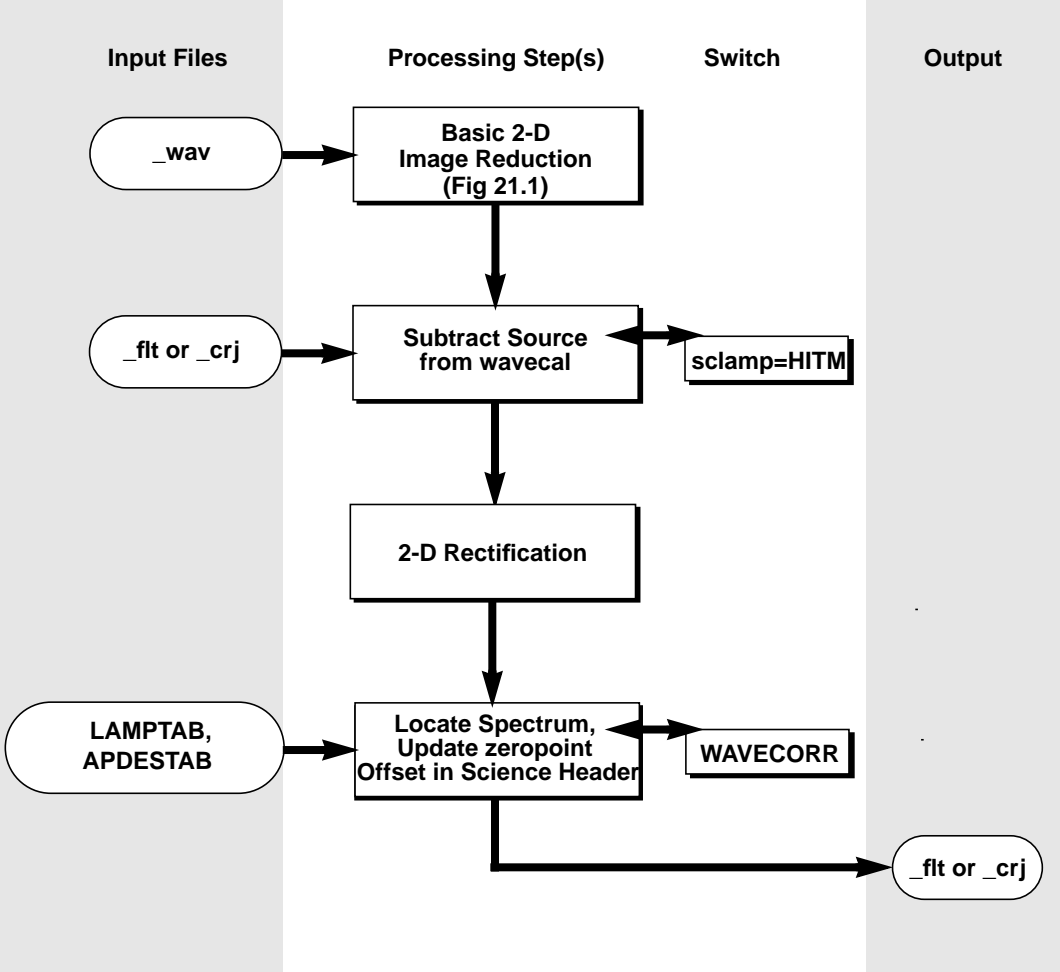 Input Files
Processing Step(s)
Switch
Output
_wav
Basic 2-D
Image Reduction
(Fig 21.1)
_flt or _crj
Subtract Source
from wavecal
sclamp=HITM
2-D Rectification
LAMPTAB,
APDESTAB
Locate Spectrum,
Update zeropoint
Offset in Science Header
WAVECORR
_flt or _crj